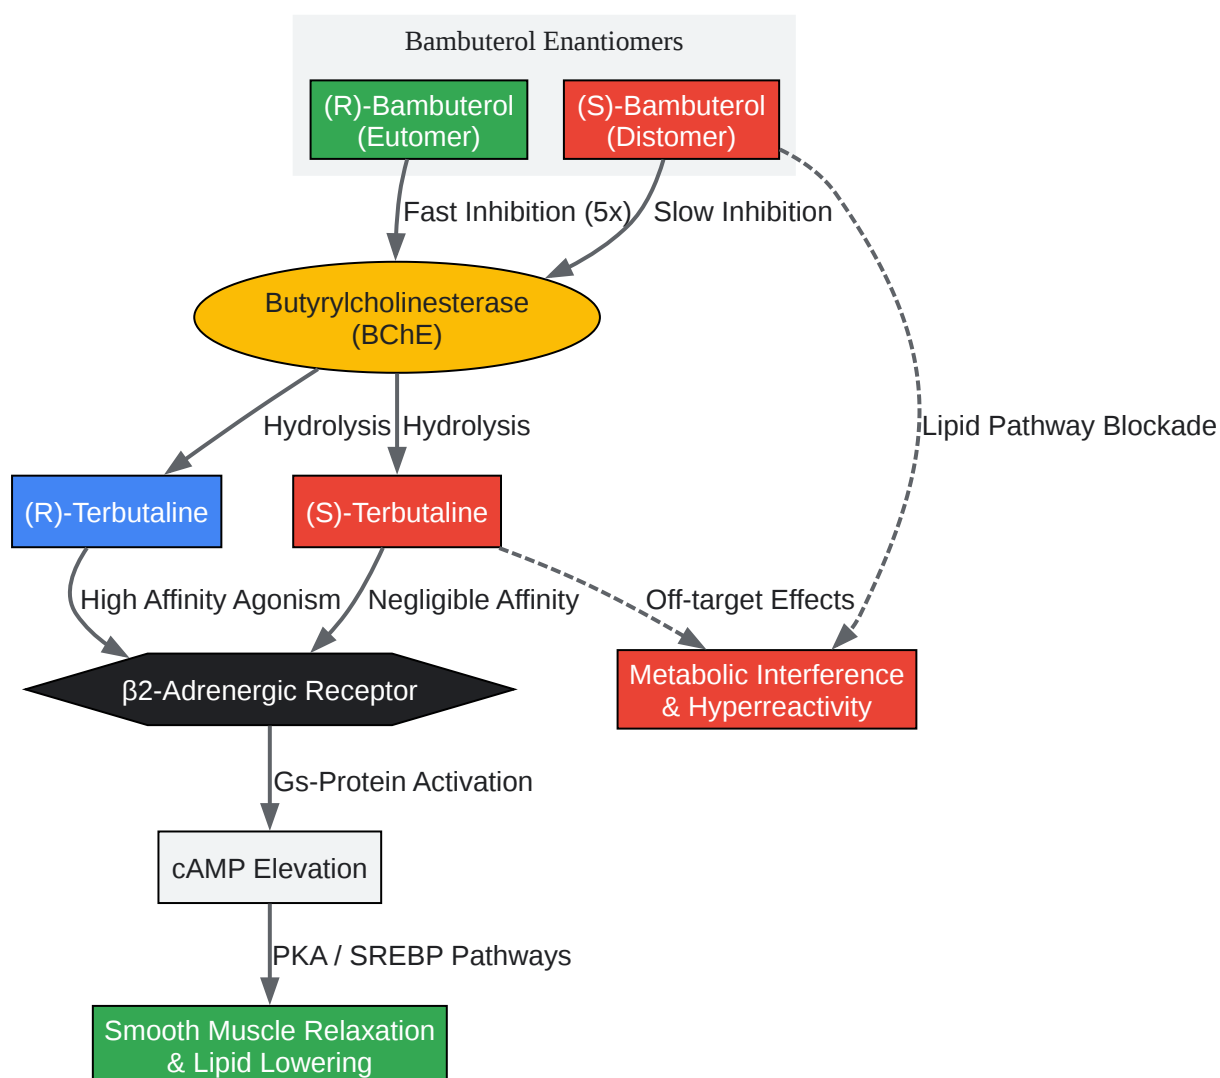 Bambuterol Enantiomers
(R)-Bambuterol
(Eutomer)
(S)-Bambuterol
(Distomer)
Fast Inhibition (5x)
Slow Inhibition
Butyrylcholinesterase
(BChE)
Hydrolysis
Hydrolysis
Lipid Pathway Blockade
(R)-Terbutaline
(S)-Terbutaline
High Affinity Agonism
Negligible Affinity
Off-target Effects
β2-Adrenergic Receptor
Metabolic Interference
& Hyperreactivity
Gs-Protein Activation
cAMP Elevation
PKA / SREBP Pathways
Smooth Muscle Relaxation
& Lipid Lowering